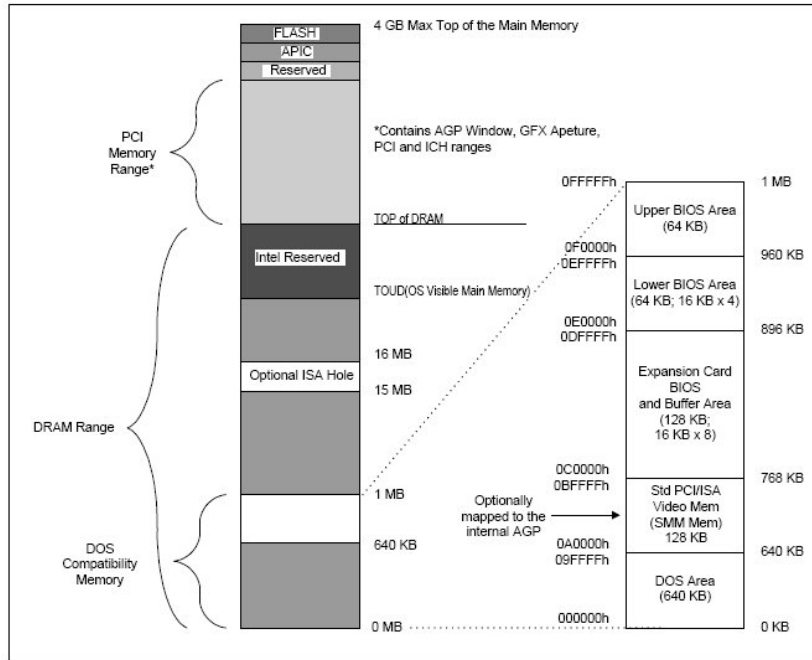 FLASH
APIC
Reserved
4 GB Max Top of the Main Memory
PCI
Memory
Range*
*Contains AGP Window, GFX Apeture,
PCI and ICH ranges
TOP of DRAM
Intel Reserved
TOUD(OS Visible Main Memory)
16 MB
Optional ISA Hole
15 MB
DRAM Range
1 MB
640 KB
DOS
Compatibility
Memory
0 MB
0FFFFFh
1 MB
Upper BIOS Area
(64 KB)
0F0000h
0EFFFFh
960 KB
Lower BIOS Area
(64 KB; 16 KB x 4)
0E0000h
0DFFFFh
896 KB
Expansion Card
BIOS
and Buffer Area
(128 KB;
16 KB x 8)
0C0000h
0BFFFFh
768 KB
Std PCI/ISA
Video Mem
(SMM Mem)
128 KB
Optionally
mapped to the
internal AGP
0A0000h
09FFFFh
640 KB
DOS Area
(640 KB)
000000h
0 KB